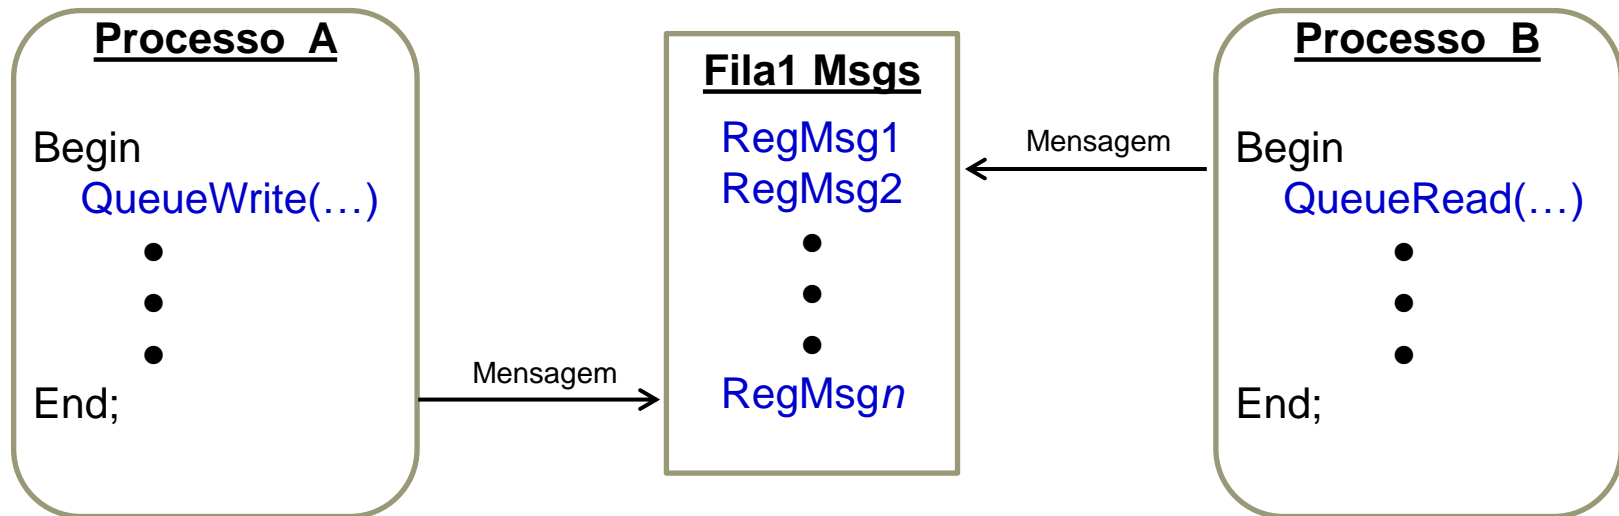 Processo A
Begin
QueueWrite(…)
•
•
•
End;
Mensagem
Fila1 Msgs
RegMsg1
RegMsg2
•
•
•
RegMsgn
Mensagem
Processo B
Begin
QueueRead(…)
•
•
•
End;